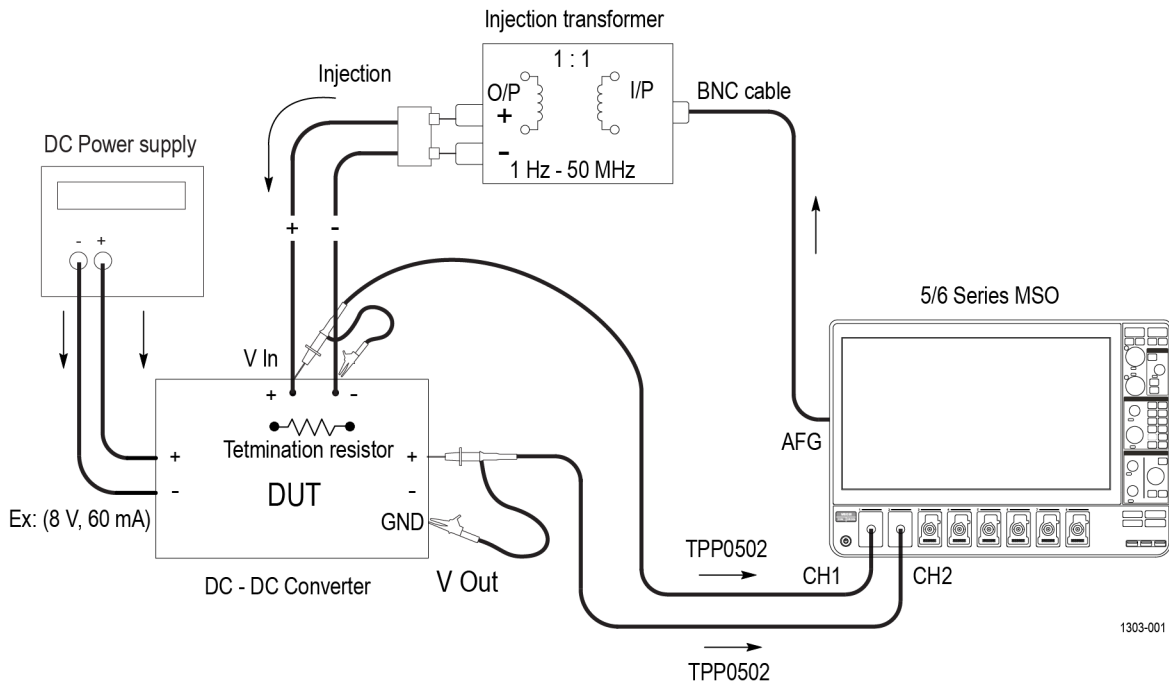 Injection transformer
1 : 1
O/P
I/P
+
-
1 Hz - 50 MHz
Injection
BNC cable
DC Power supply
- +
+ -
5/6 Series MSO
V In
+ -
Tetmination resistor
+
-
DUT
+
-
GND
Ex: (8 V, 60 mA)
DC - DC Converter
V Out
AFG
TPP0502
CH1
CH2
TPP0502
1303-001